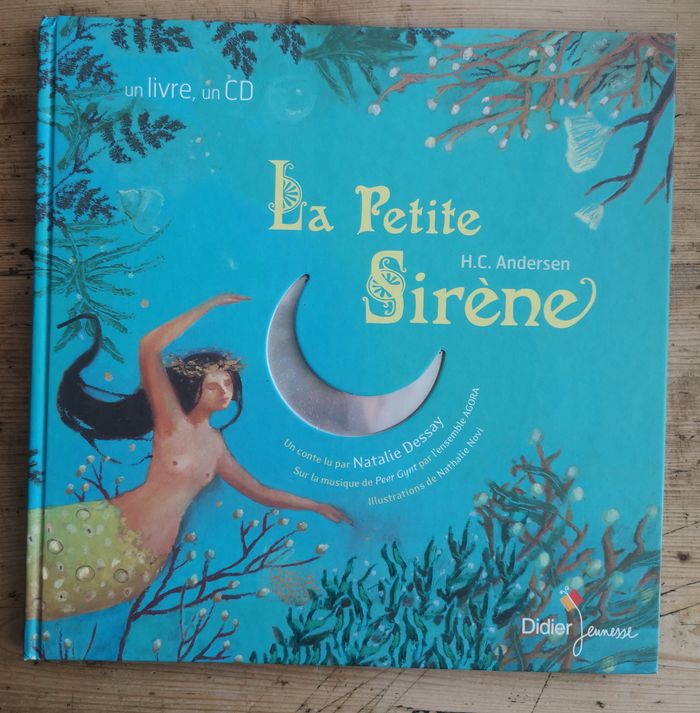 un livre, un CD
La Petite
H.C. Andersen
Sirène
Un conte lu par Natalie Dessay
Sur la musique de Peer Gynt par l'ensemble AGORA
Illustrations de Nathalie Novi
Didier Jeunesse